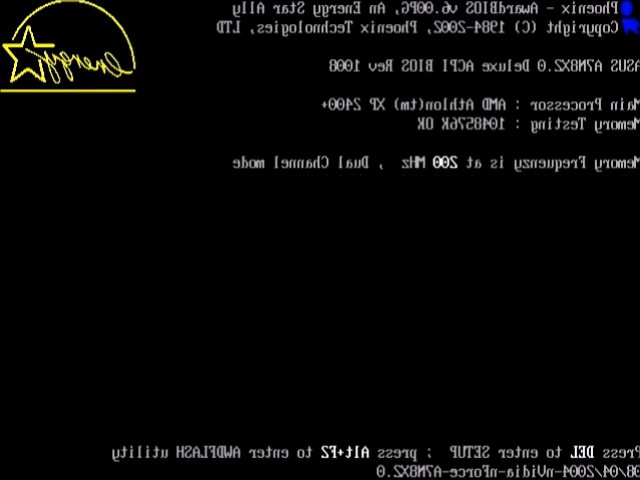 Phoenix - AwardBIOS v6.00PG, An Energy Star Ally
Copyright (C) 1984-2002, Phoenix Technologies, LTD
energy
ASUS A7N8X2.0 Deluxe ACPI BIOS Rev 1008
Main Processor : AMD Athlon(tm) XP 2400+
Memory Testing : 1048576K OK
Memory Frequenzy is at 200 MHz , Dual Channel mode
Press DEL to enter SETUP ; press Alt+F2 to enter AWDFLASH utility
08/04/2004-nVidia-nForce-A7N8X2.0